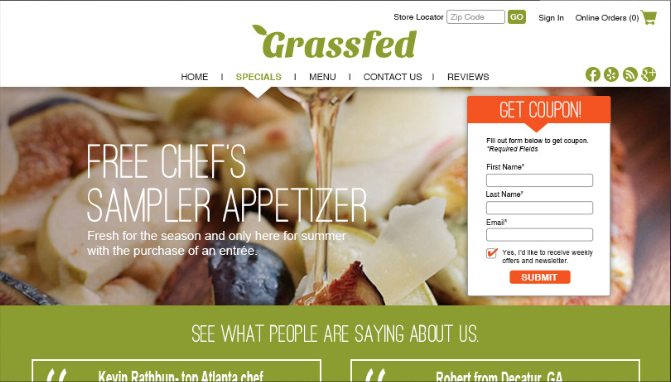 Store Locator Zip Code GO Sign In Online Orders (0)
Grassfed
HOME I SPECIALS I MENU I CONTACT US I REVIEWS
GET COUPON!
Fill out form below to get coupon.
*Required Fields
First Name*
Last Name*
Email*
Yes, I'd like to receive weekly
offers and newsletter.
SUBMIT
FREE CHEF'S
SAMPLER APPETIZER
Fresh for the season and only here for summer
with the purchase of an entrée.
SEE WHAT PEOPLE ARE SAYING ABOUT US.
Kevin Rathbun- top Atlanta chef
Robert from Decatur, GA